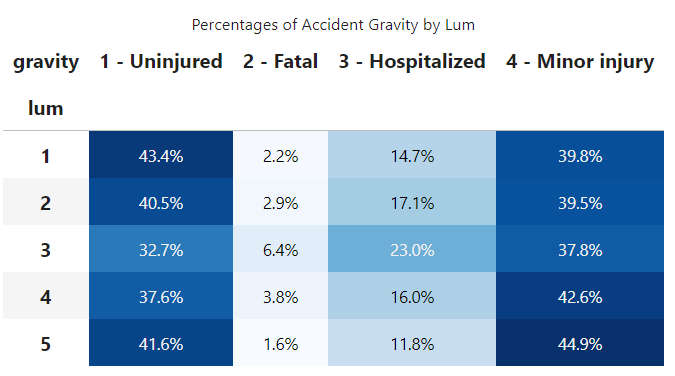 Percentages of Accident Gravity by Lum
gravity 1 - Uninjured 2 - Fatal 3 - Hospitalized 4 - Minor injury
lum
1 43.4% 2.2% 14.7% 39.8%
2 40.5% 2.9% 17.1% 39.5%
3 32.7% 6.4% 23.0% 37.8%
4 37.6% 3.8% 16.0% 42.6%
5 41.6% 1.6% 11.8% 44.9%